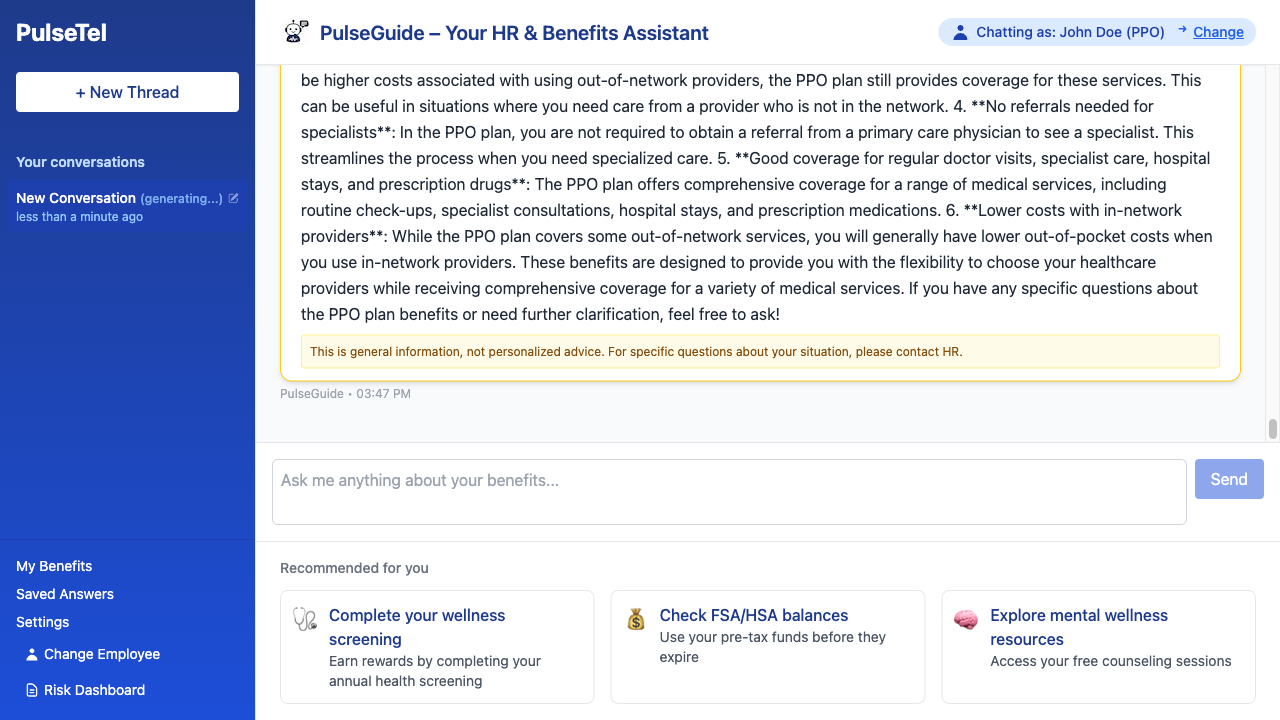 PulseTel
+ New Thread
Your conversations
New Conversation (generating...)
less than a minute ago
My Benefits
Saved Answers
Settings
Change Employee
Risk Dashboard
PulseGuide – Your HR & Benefits Assistant
Chatting as: John Doe (PPO) → Change
be higher costs associated with using out-of-network providers, the PPO plan still provides coverage for these services. This
can be useful in situations where you need care from a provider who is not in the network. 4. **No referrals needed for
specialists**: In the PPO plan, you are not required to obtain a referral from a primary care physician to see a specialist. This
streamlines the process when you need specialized care. 5. **Good coverage for regular doctor visits, specialist care, hospital
stays, and prescription drugs**: The PPO plan offers comprehensive coverage for a range of medical services, including
routine check-ups, specialist consultations, hospital stays, and prescription medications. 6. **Lower costs with in-network
providers**: While the PPO plan covers some out-of-network services, you will generally have lower out-of-pocket costs when
you use in-network providers. These benefits are designed to provide you with the flexibility to choose your healthcare
providers while receiving comprehensive coverage for a variety of medical services. If you have any specific questions about
the PPO plan benefits or need further clarification, feel free to ask!
This is general information, not personalized advice. For specific questions about your situation, please contact HR.
PulseGuide • 03:47 PM
Ask me anything about your benefits...
Send
Recommended for you
Complete your wellness
screening
Earn rewards by completing your
annual health screening
Check FSA/HSA balances
Use your pre-tax funds before they
expire
Explore mental wellness
resources
Access your free counseling sessions